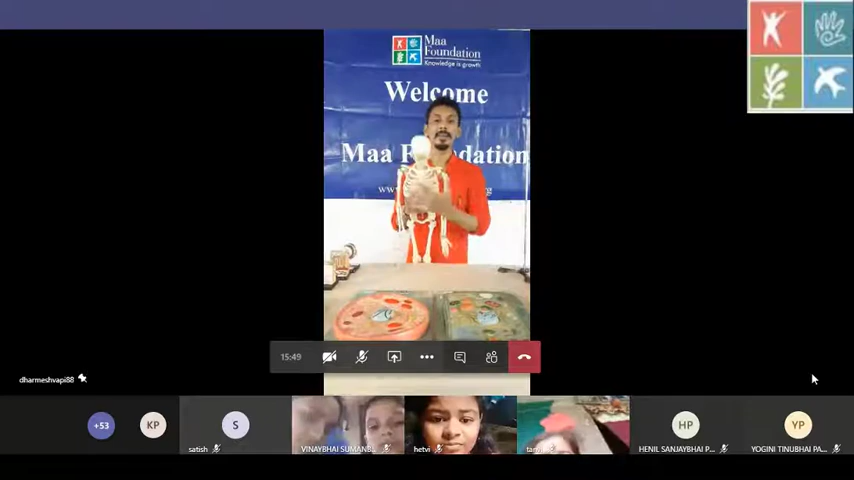 Maa
Foundation
Knowledge is growth
Welcome
Maa F dation
15:49
dharmeshvapi88
+53
KP
S
HP
YP
satish
VINAYBHAI SUMANB...
hetvi
HENIL SANJAYBHAI P...
YOGINI TINUBHAI PA...